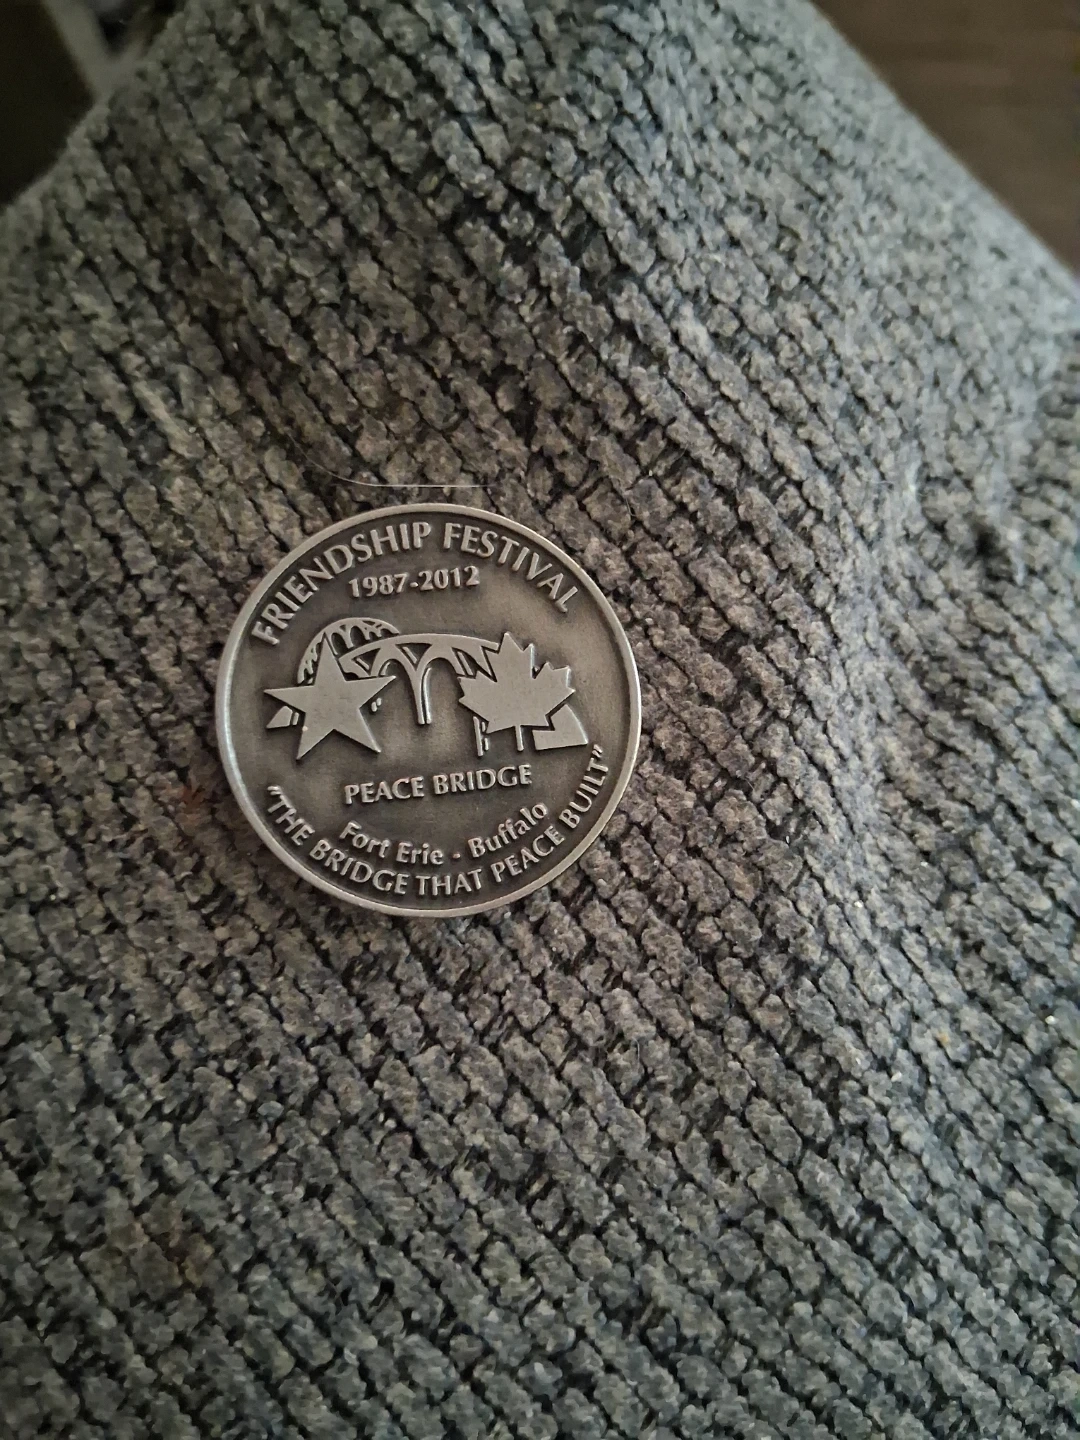 FRIENDSHIP FESTIVAL
1987-2012
PEACE BRIDGE
Fort Erie - Buffalo
"THE BRIDGE THAT PEACE BUILT"